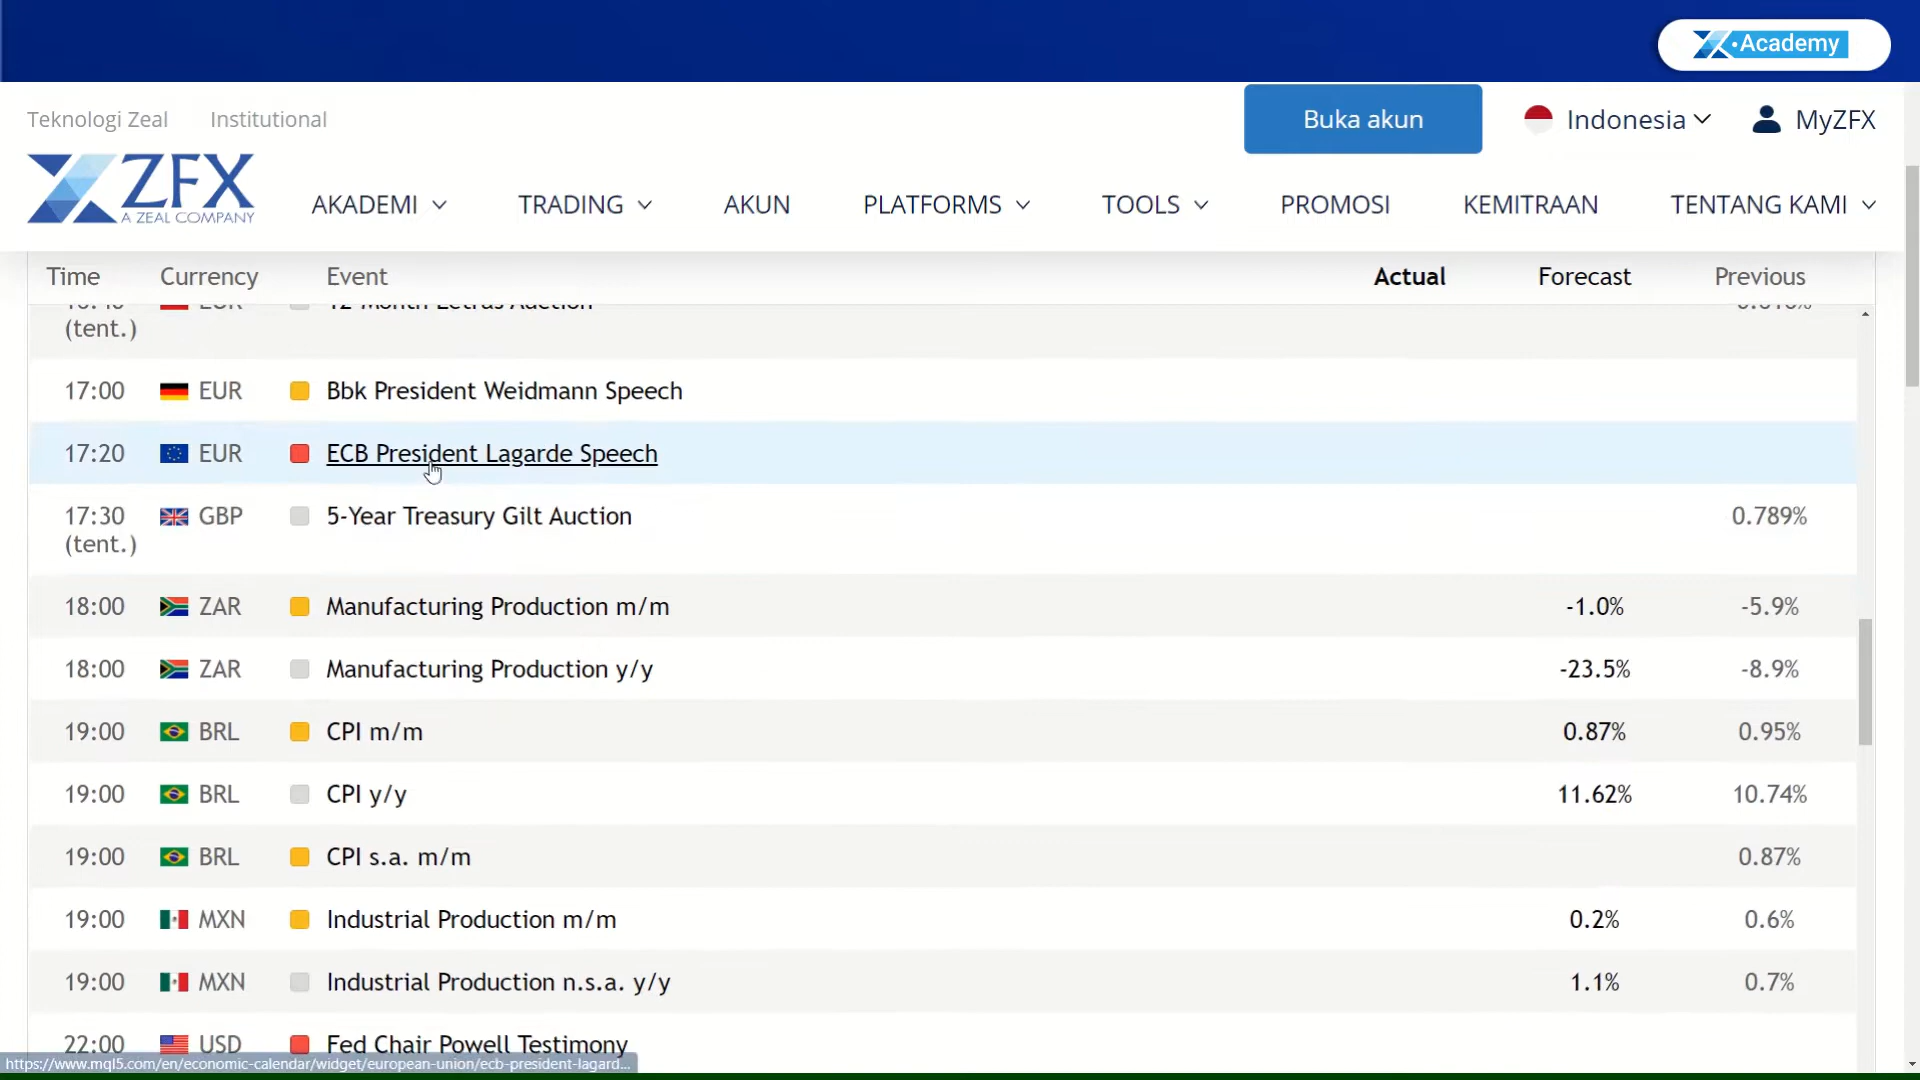 Academy
Teknologi Zeal Institutional Buka akun Indonesia MyZFX
ZFX
A ZEAL COMPANY
AKADEMI TRADING AKUN PLATFORMS TOOLS PROMOSI KEMITRAAN TENTANG KAMI
Time Currency Event Actual Forecast Previous
EUR 12-Month Letras Auction
(tent.)
17:00 EUR Bbk President Weidmann Speech
17:20 EUR ECB President Lagarde Speech
17:30 GBP 5-Year Treasury Gilt Auction 0.789%
(tent.)
18:00 ZAR Manufacturing Production m/m -1.0% -5.9%
18:00 ZAR Manufacturing Production y/y -23.5% -8.9%
19:00 BRL CPI m/m 0.87% 0.95%
19:00 BRL CPI y/y 11.62% 10.74%
19:00 BRL CPI s.a. m/m 0.87%
19:00 MXN Industrial Production m/m 0.2% 0.6%
19:00 MXN Industrial Production n.s.a. y/y 1.1% 0.7%
22:00 USD Fed Chair Powell Testimony
https://www.mql5.com/en/economic-calendar/widget/european-union/ecb-president-lagard...